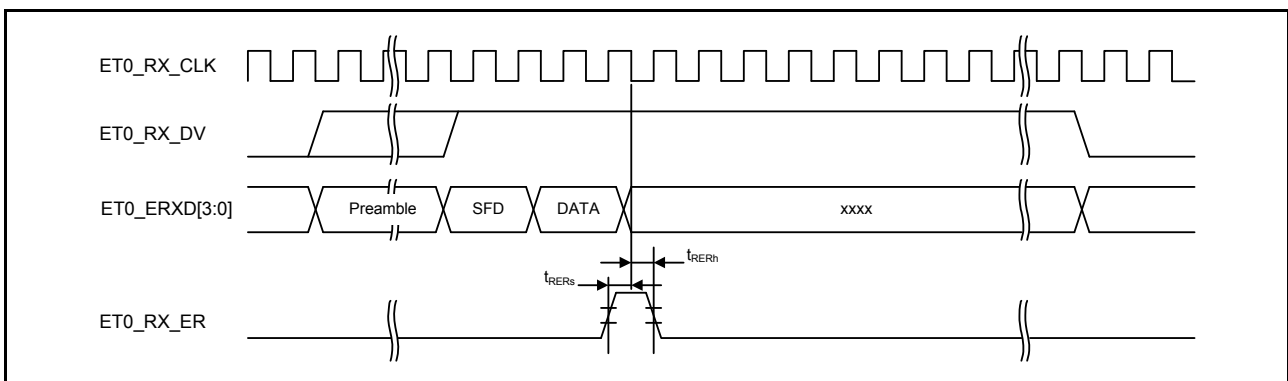 ET0_RX_CLK
ET0_RX_DV
ET0_ERXD[3:0]
Preamble
SFD
DATA
xxxx
tRERh
tRERs
ET0_RX_ER